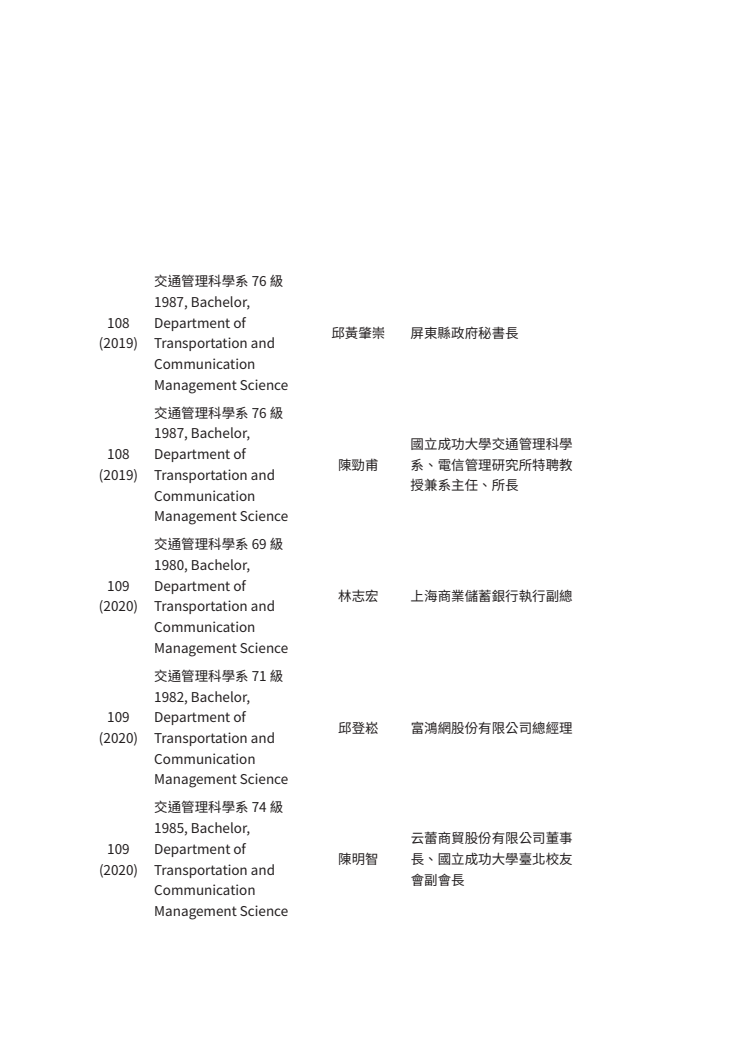 交通管理科學系 76 級
1987, Bachelor,
108
(2019)
Department of
Transportation and
Communication
Management Science
邱黃肇崇
屏東縣政府秘書長
交通管理科學系 76 級
1987, Bachelor,
108
(2019)
Department of
Transportation and
Communication
Management Science
陳勁甫
國立成功大學交通管理科學
系、電信管理研究所特聘教
授兼系主任、所長
交通管理科學系 69 級
1980, Bachelor,
109
(2020)
Department of
Transportation and
Communication
Management Science
林志宏
上海商業儲蓄銀行執行副總
交通管理科學系 71 級
1982, Bachelor,
109
(2020)
Department of
Transportation and
Communication
Management Science
邱登崧
富鴻網股份有限公司總經理
交通管理科學系 74 級
1985, Bachelor,
109
(2020)
Department of
Transportation and
Communication
Management Science
陳明智
云蕾商貿股份有限公司董事
長、國立成功大學臺北校友
會副會長